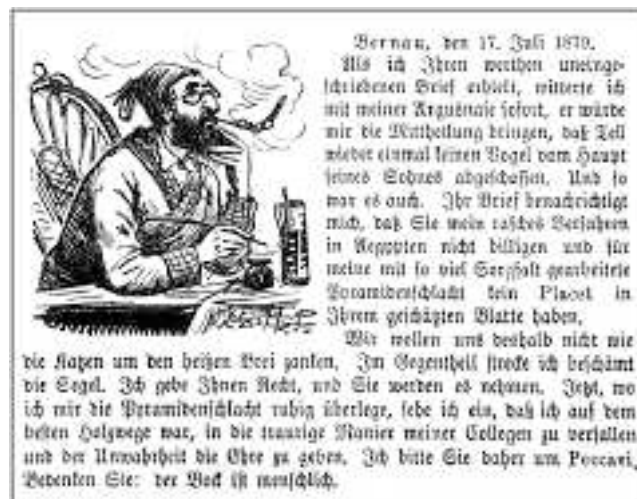 Bernau, den 17. Juli 1879.
Als ich Ihren werthen uneinge-
schriebenen Brief erhielt, witterte ich
mit meiner Argusnase sofort, er würde
mir die Mittheilung bringen, daß Tell
wieder einmal keinen Vogel vom Haupt
seines Sohnes abgeschossen. Und so
war es auch. Ihr Brief benachrichtigt
mich, daß Sie mein rasches Verfahren
in Aegypten nicht billigen und für
meine mit so viel Sorgfalt gearbeitete
Pyramidenschlacht kein Placet in
Ihrem geschäzten Blatte haben.
Wir wollen uns deshalb nicht wie
die Katzen um den heißen Brei zanken. Im Gegentheil streiche ich beschämt
die Segel. Ich gebe Ihnen Recht, und Sie werden es nehmen. Jetzt, wo
ich mir die Pyramidenschlacht ruhig überlege, sehe ich ein, daß ich auf dem
besten Holzwege war, in die traurige Manier meiner Collegen zu verfallen
und der Unwahrheit die Ehre zu geben. Ich bitte Sie daher um Peccavi.
Bedenken Sie: der Bock ist menschlich.